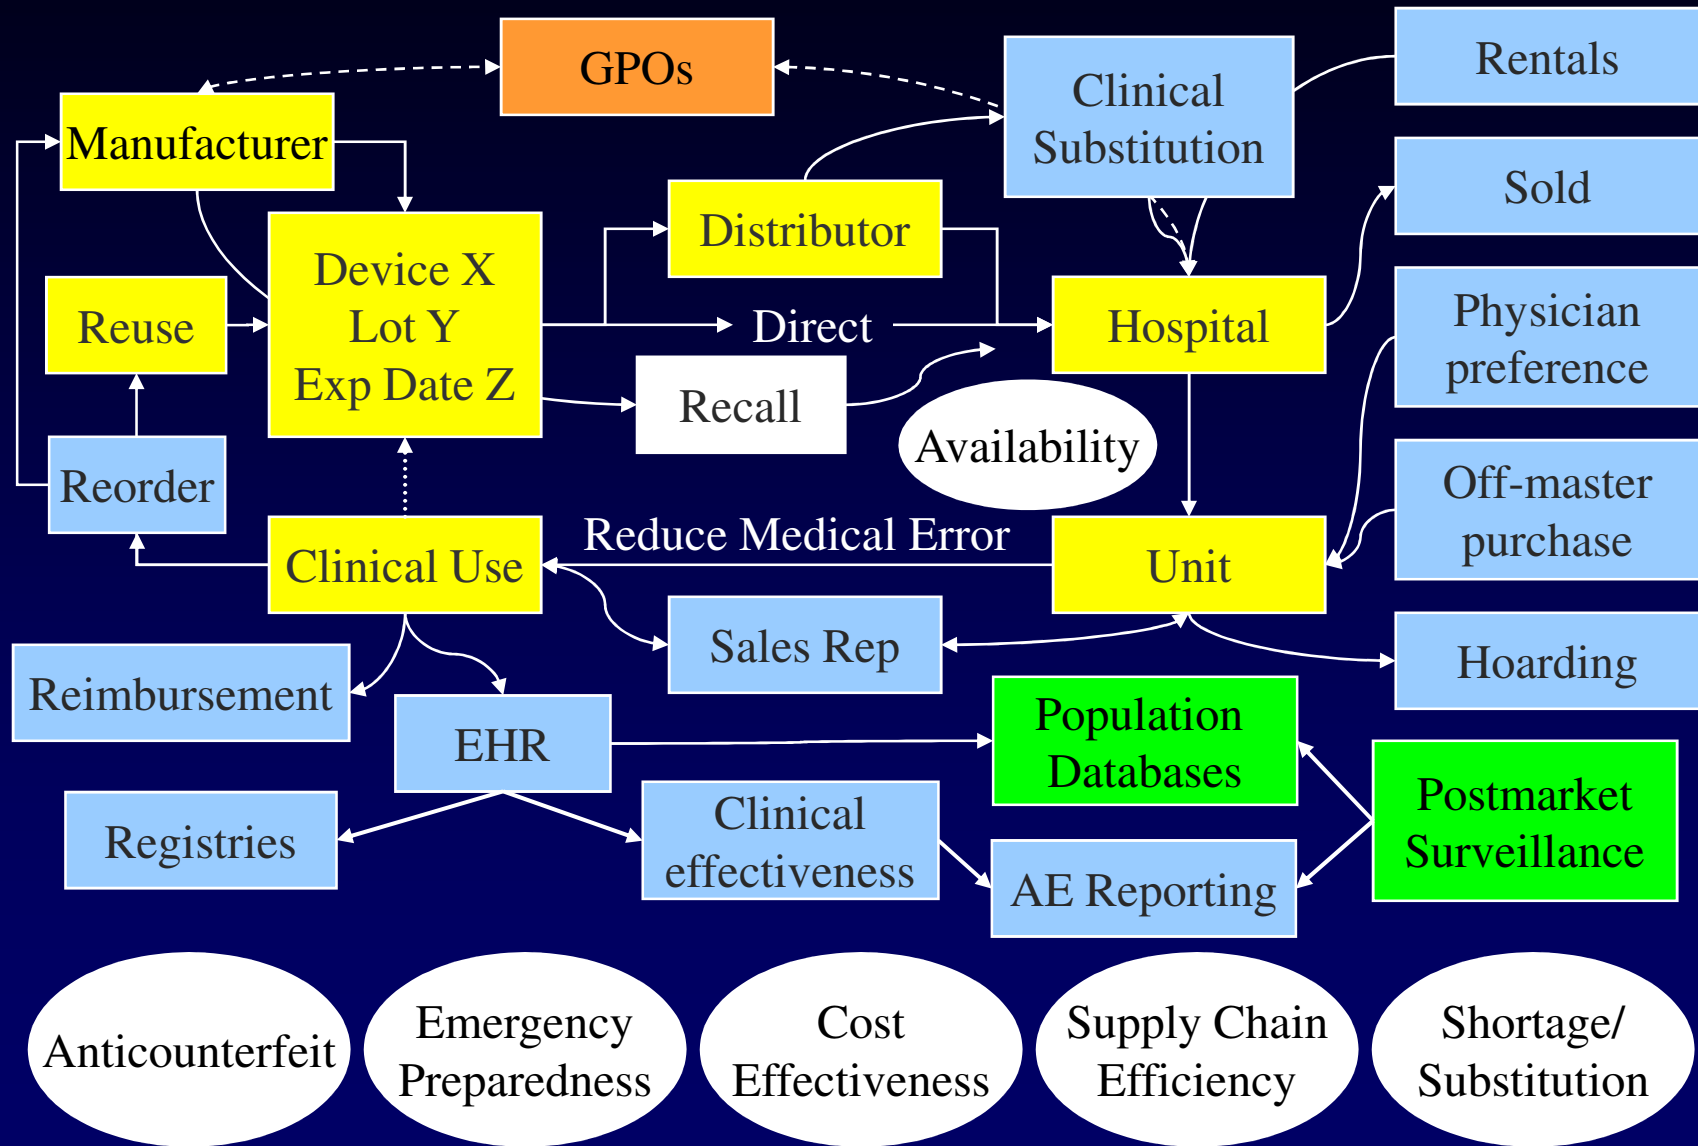 GPOs
Clinical
Substitution
Rentals
Manufacturer
Sold
Distributor
Device X
Lot Y
Exp Date Z
Reuse
Direct
Hospital
Physician
preference
Recall
Availability
Reorder
Off-master
purchase
Clinical Use
Reduce Medical Error
Unit
Sales Rep
Hoarding
Reimbursement
EHR
Population
Databases
Postmarket
Surveillance
Registries
Clinical
effectiveness
AE Reporting
Anticounterfeit
Emergency
Preparedness
Cost
Effectiveness
Supply Chain
Efficiency
Shortage/
Substitution